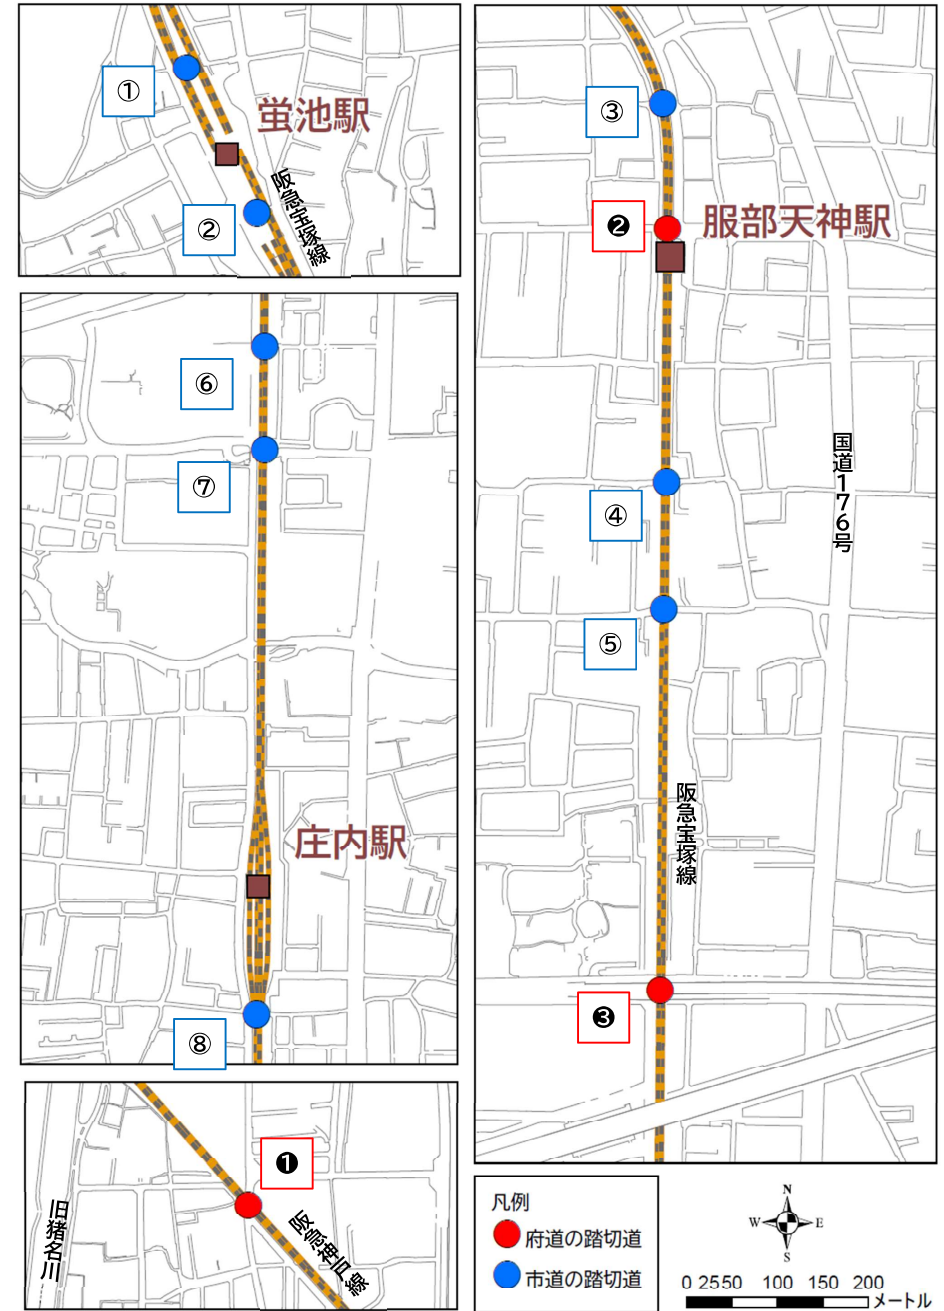 ①
蛍池駅
②
阪急宝塚線
③
❷
服部天神駅
④
国道176号
⑤
阪急宝塚線
❸
⑥
⑦
庄内駅
⑧
❶
旧猪名川
阪急神戸線
凡例
府道の踏切道
市道の踏切道
N
W E
S
0 25 50 100 150 200
メートル